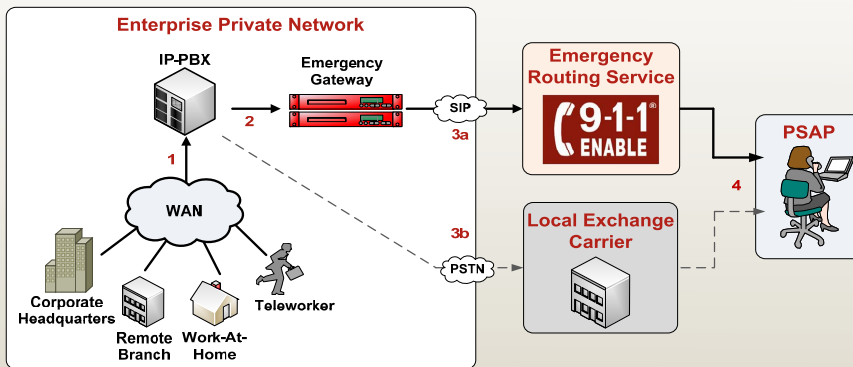 Enterprise Private Network
IP-PBX
Emergency
Gateway
2
SIP
3a
Emergency
Routing Service
9-1-1®
ENABLE
PSAP
4
1
WAN
3b
PSTN
Local Exchange
Carrier
Corporate
Headquarters
Remote
Branch
Work-At-
Home
Teleworker